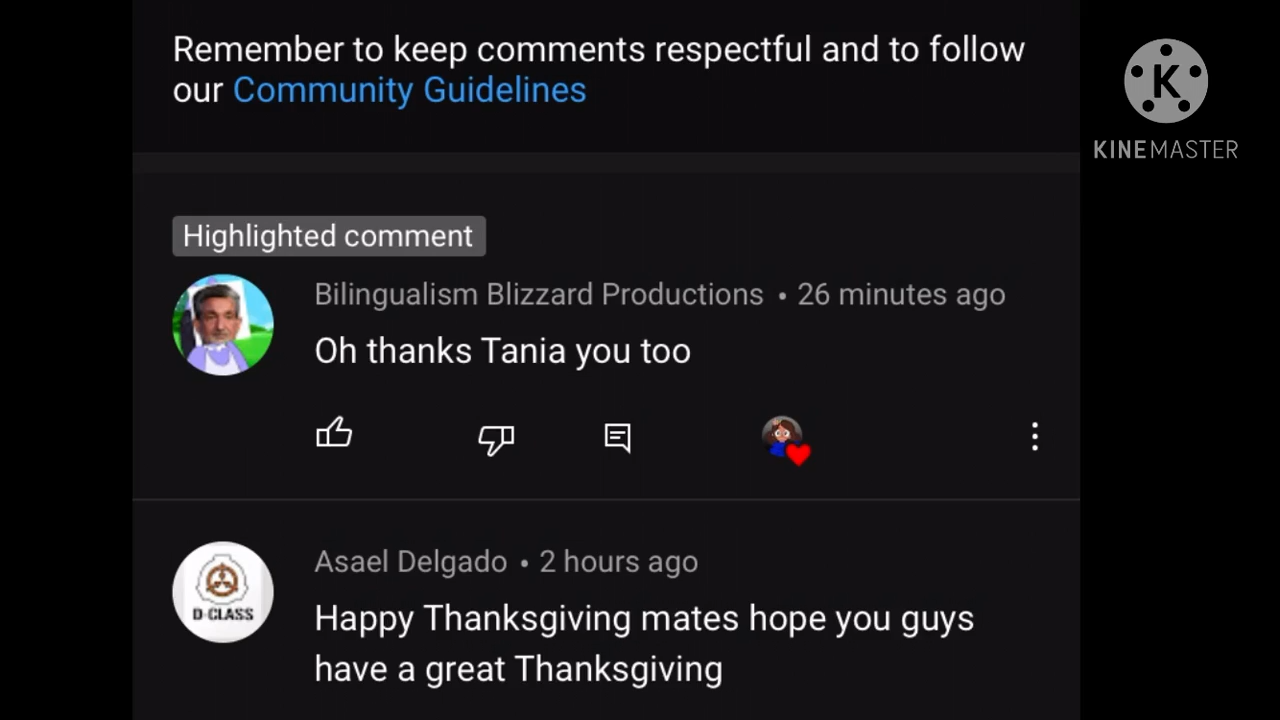 Remember to keep comments respectful and to follow
our Community Guidelines
K
KINEMASTER
Highlighted comment
Bilingualism Blizzard Productions • 26 minutes ago
Oh thanks Tania you too
Asael Delgado • 2 hours ago
D-CLASS
Happy Thanksgiving mates hope you guys
have a great Thanksgiving